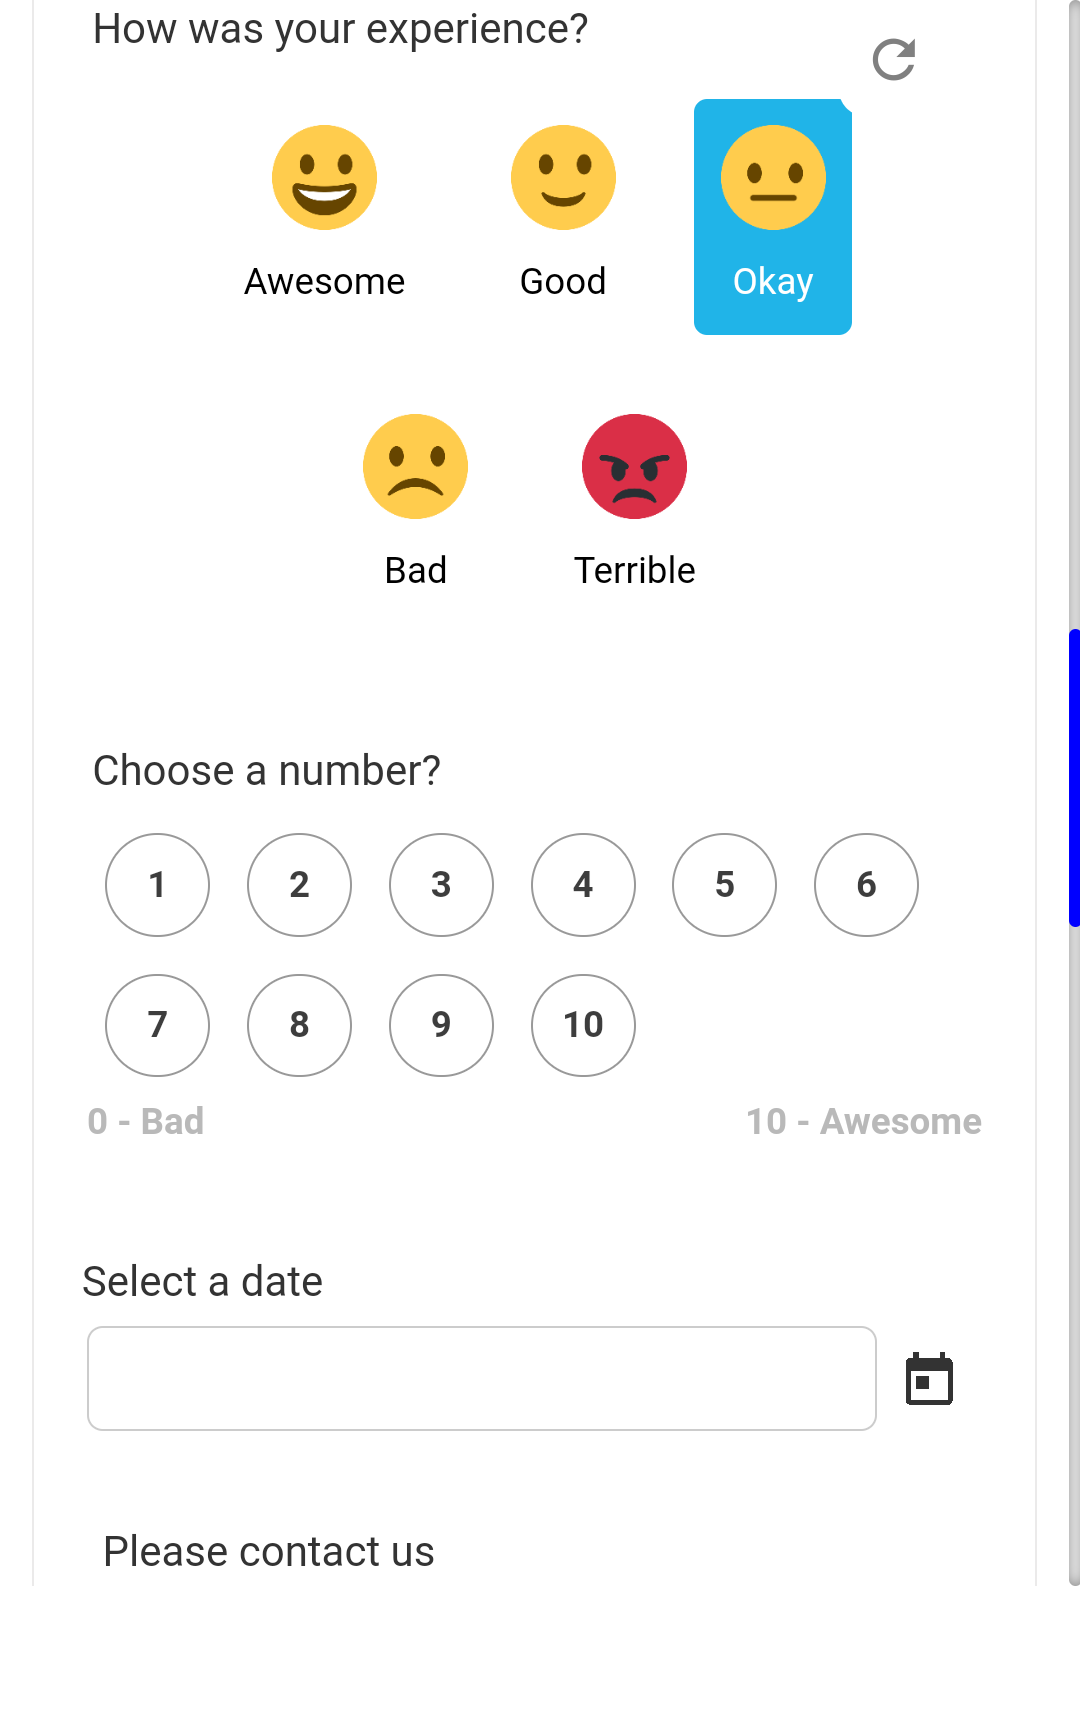 How was your experience?
Awesome Good Okay
Bad Terrible
Choose a number?
1 2 3 4 5 6
7 8 9 10
0 - Bad 10 - Awesome
Select a date
Please contact us